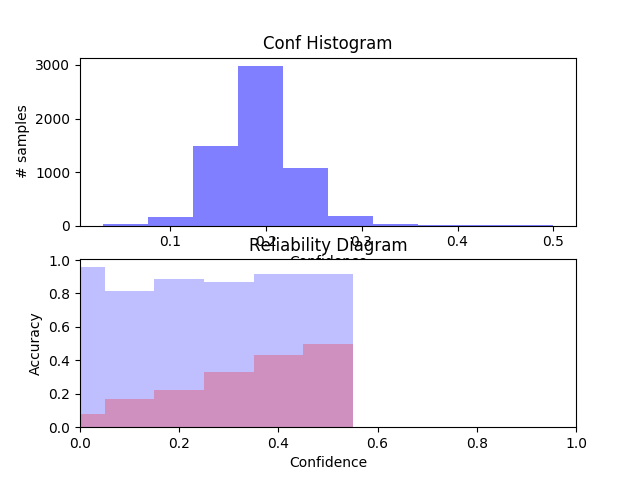 Conf Histogram
3000
2000
1000
0
# samples
0.1 0.2 0.3 0.4 0.5
Confidence
Reliability Diagram
1.0
0.8
0.6
0.4
0.2
0.0
Accuracy
0.0 0.2 0.4 0.6 0.8 1.0
Confidence